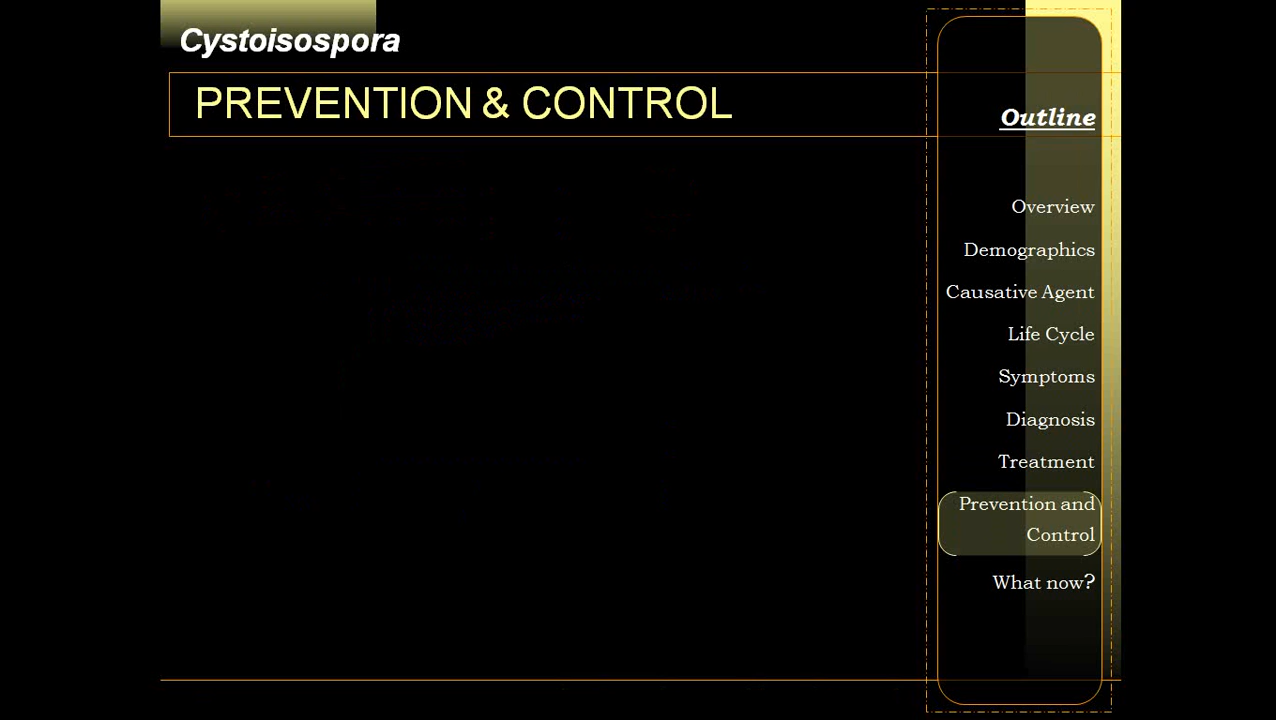 Cystoisospora
PREVENTION & CONTROL
Outline
Overview
Demographics
Causative Agent
Life Cycle
Symptoms
Diagnosis
Treatment
Prevention and
Control
What now?